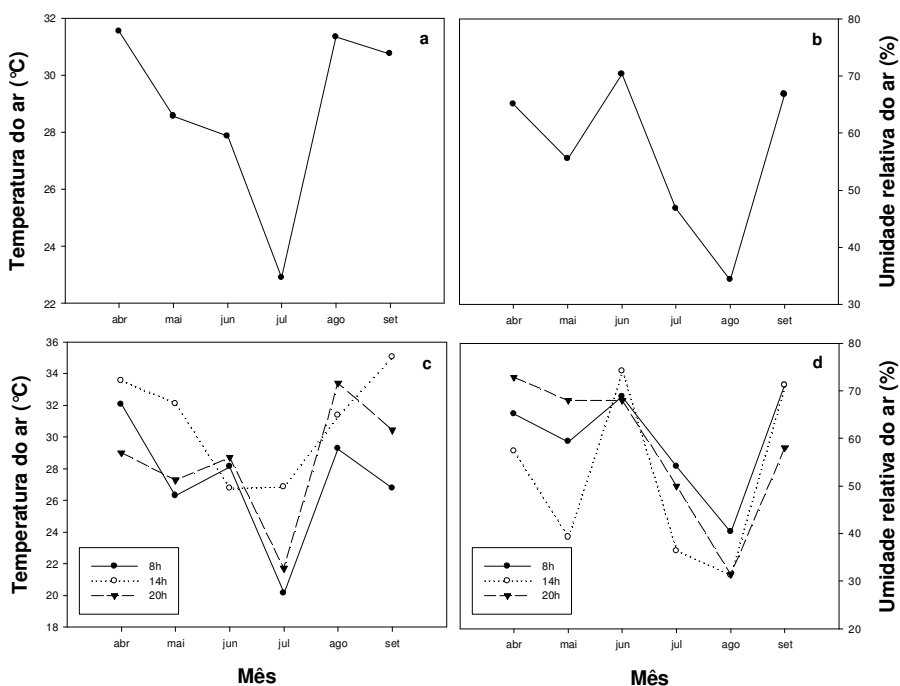 32
30
28
26
24
22
Temperatura do ar (°C)
a
abr mai jun jul ago set
80
70
60
50
40
30
Umidade relativa do ar (%)
b
abr mai jun jul ago set
36
34
32
30
28
26
24
22
20
18
Temperatura do ar (°C)
c
8h
14h
20h
abr mai jun jul ago set
Mês
80
70
60
50
40
30
20
Umidade relativa do ar (%)
d
8h
14h
20h
abr mai jun jul ago set
Mês